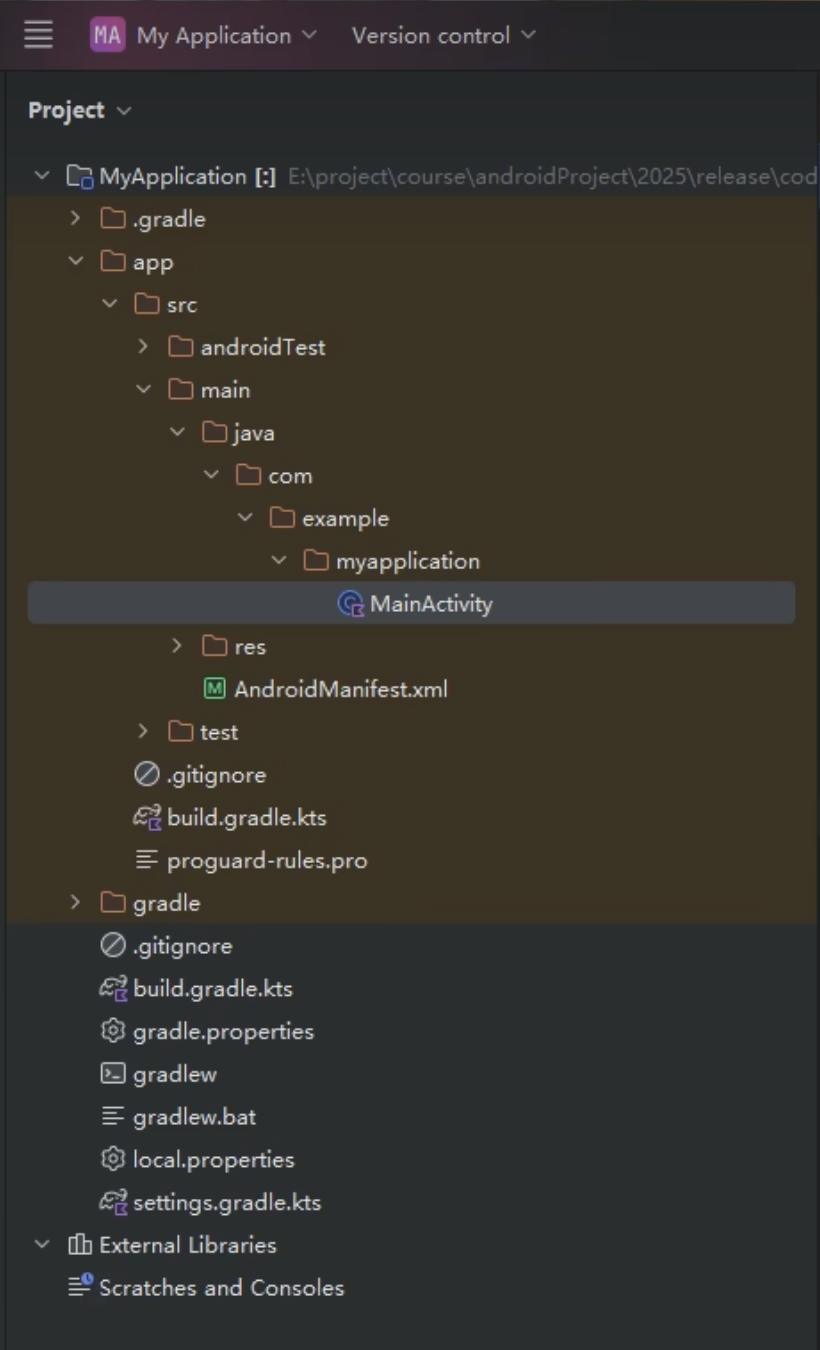 MA My Application Version control
Project
MyApplication [:] E:\project\course\androidProject\2025\release\cod
.gradle
app
src
androidTest
main
java
com
example
myapplication
MainActivity
res
AndroidManifest.xml
test
.gitignore
build.gradle.kts
proguard-rules.pro
gradle
.gitignore
build.gradle.kts
gradle.properties
gradlew
gradlew.bat
local.properties
settings.gradle.kts
External Libraries
Scratches and Consoles